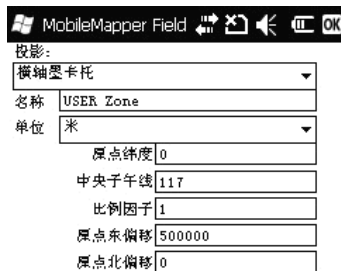 MobileMapper Field OK
投影:
横轴墨卡托
名称 USER Zone
单位 米
原点纬度 0
中央子午线 117
比例因子 1
原点东偏移 500000
原点北偏移 0